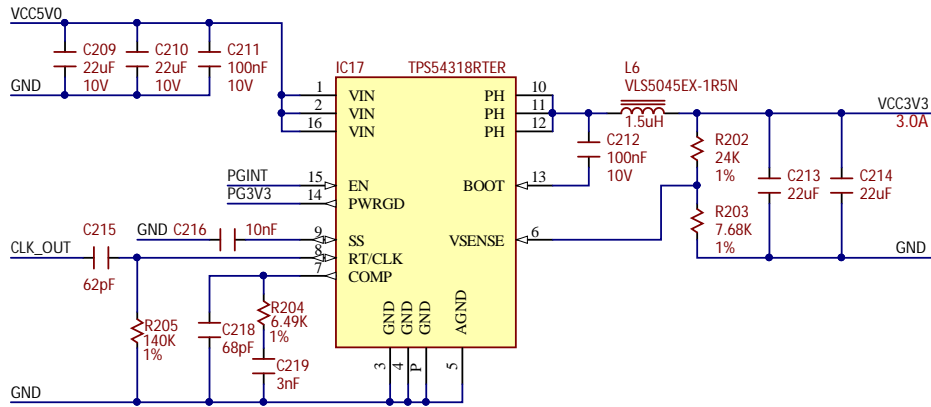 VCC5V0
C209
22uF
10V
C210
22uF
10V
C211
100nF
10V
GND
IC17
TPS54318RTER
1
VIN
2
VIN
16
VIN
PH
10
PH
11
PH
12
15
EN
14
PWRGD
BOOT
13
9
SS
8
RT/CLK
7
COMP
VSENSE
6
GND
GND
GND
AGND
3
4
P
5
PGINT
PG3V3
GND
C216
10nF
CLK_OUT
C215
62pF
R205
140K
1%
C218
68pF
R204
6.49K
1%
C219
3nF
GND
L6
VLS5045EX-1R5N
1.5uH
C212
100nF
10V
VCC3V3
3.0A
R202
24K
1%
R203
7.68K
1%
C213
22uF
C214
22uF
GND